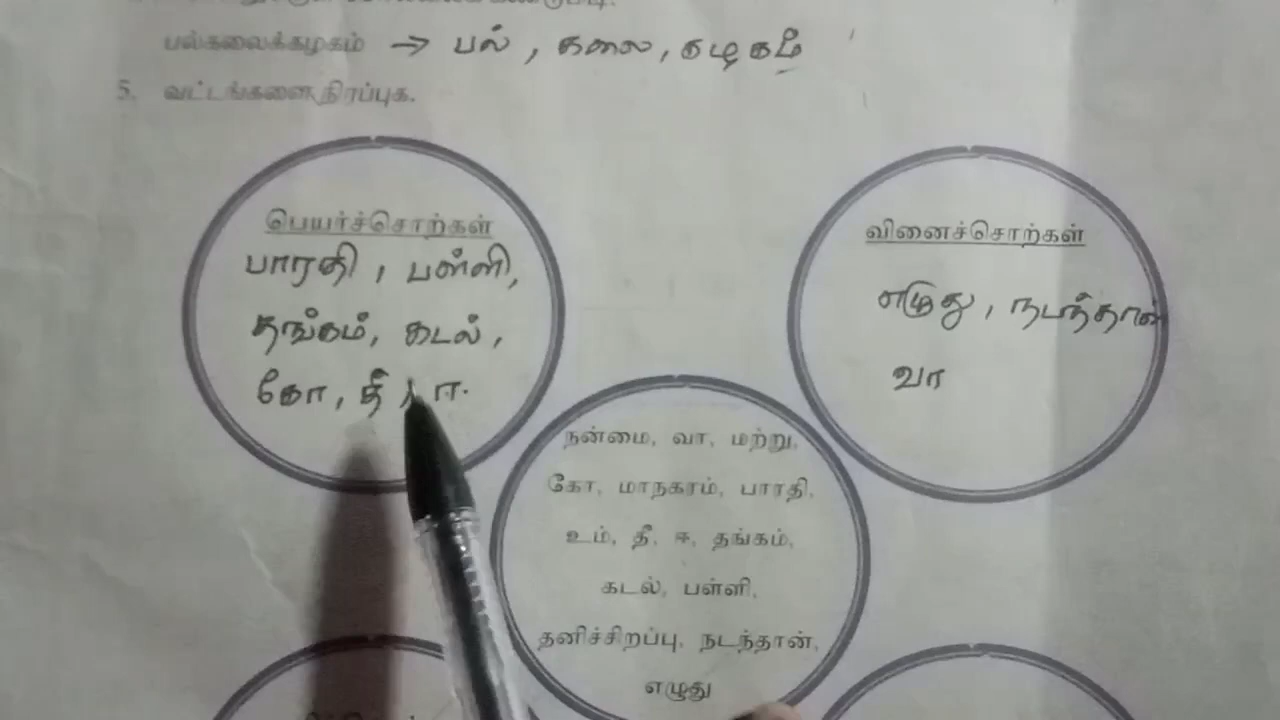 பல்கலைக்கழகம் → பல் , கலை, கழகம்
5. வட்டங்களை நிரப்புக.
பெயர்ச்சொற்கள்
பாரதி , பள்ளி,
தங்கம், கடல் ,
கோ , தீ , ஈ.
வினைச்சொற்கள்
எழுது , நடந்தான்
வா
நன்மை, வா, மற்று,
கோ, மாநகரம், பாரதி,
உம், தீ, ஈ, தங்கம்,
கடல், பள்ளி,
தனிச்சிறப்பு, நடந்தான்,
எழுது